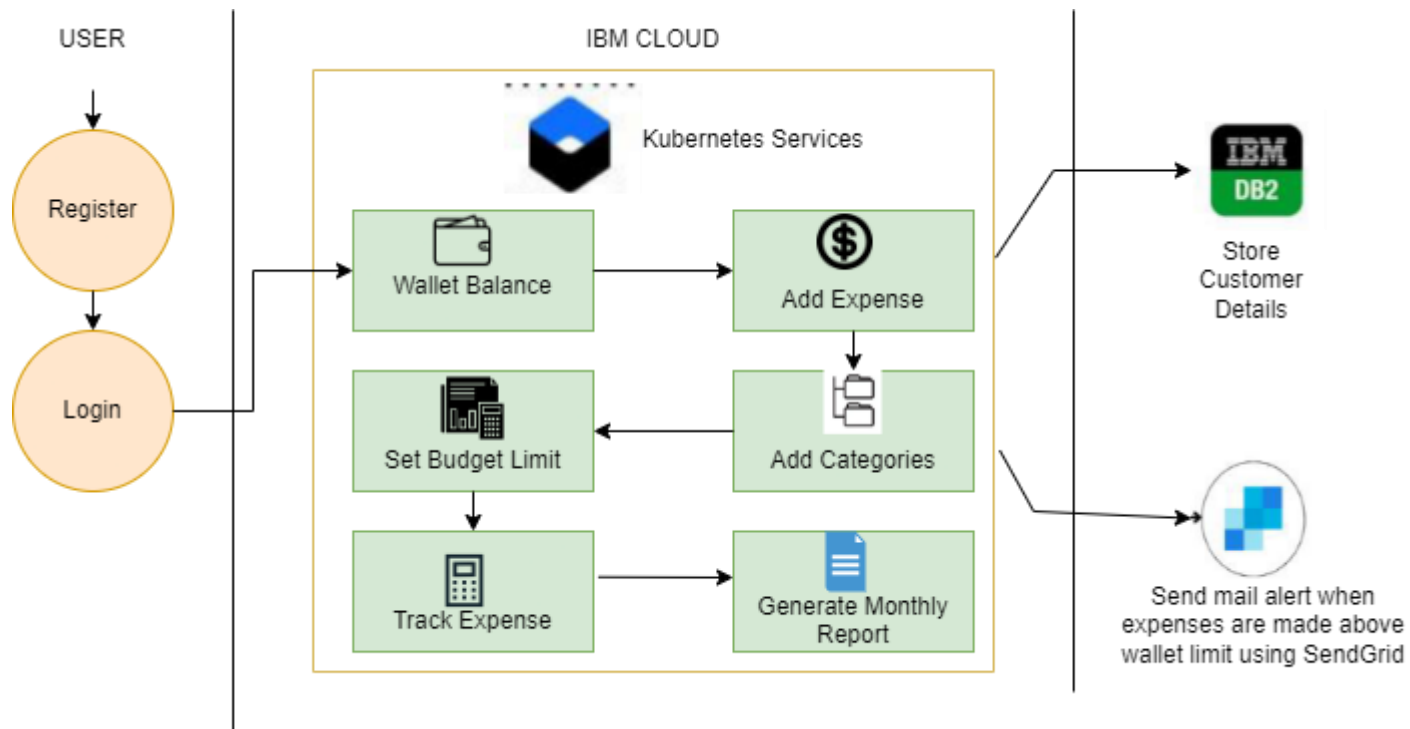 USER
IBM CLOUD
Kubernetes Services
Register
Login
Wallet Balance
Add Expense
Set Budget Limit
Add Categories
Track Expense
Generate Monthly
Report
IBM
DB2
Store
Customer
Details
Send mail alert when
expenses are made above
wallet limit using SendGrid